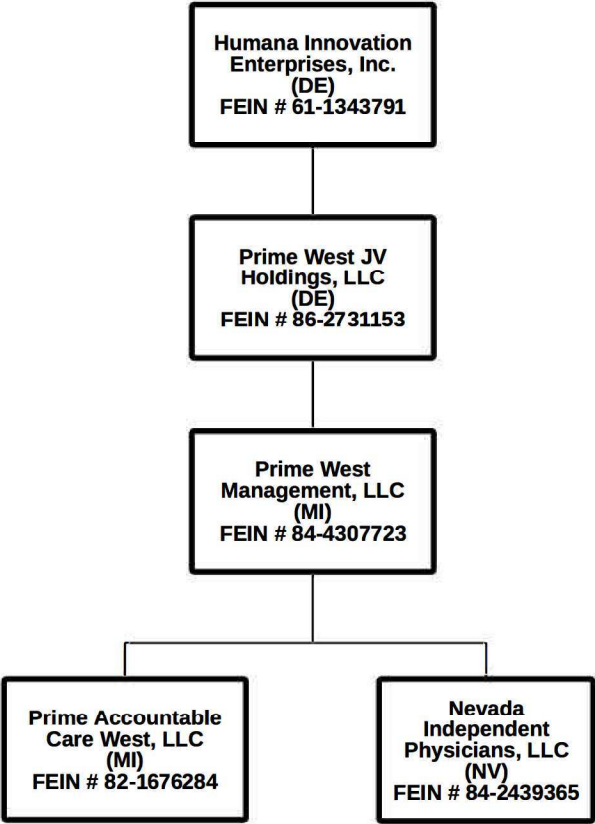 Humana Innovation
Enterprises, Inc.
(DE)
FEIN # 61-1343791
Prime West JV
Holdings, LLC
(DE)
FEIN # 86-2731153
Prime West
Management, LLC
(MI)
FEIN # 84-4307723
Prime Accountable
Care West, LLC
(MI)
FEIN # 82-1676284
Nevada
Independent
Physicians, LLC
(NV)
FEIN # 84-2439365